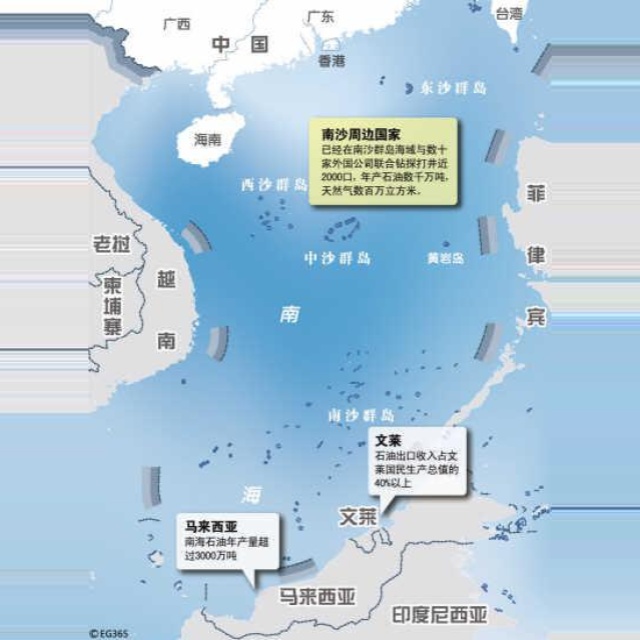 台湾
广西
广东
中国
香港
东沙群岛
海南
南沙周边国家
已经在南沙群岛海域与数十
家外国公司联合钻探打井近
2000口，年产石油数千万吨，
天然气数百万立方米。
西沙群岛
菲律宾
老挝
中沙群岛
黄岩岛
越南
柬埔寨
南海
南沙群岛
文莱
石油出口收入占文
莱国民生产总值的
40%以上
文莱
马来西亚
南海石油年产量超
过3000万吨
马来西亚
印度尼西亚
©EG365